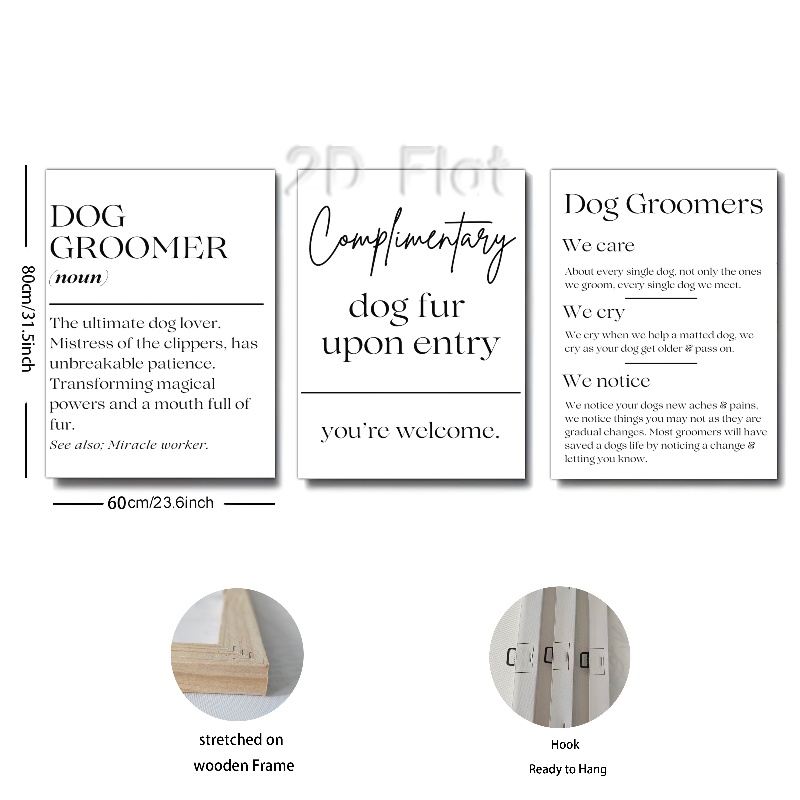 2D Flat
80cm/31.5inch
DOG
GROOMER
(noun)
The ultimate dog lover.
Mistress of the clippers, has
unbreakable patience.
Transforming magical
powers and a mouth full of
fur.
See also; Miracle worker.
60cm/23.6inch
Complimentary
dog fur
upon entry
you're welcome.
Dog Groomers
We care
About every single dog, not only the ones
we groom, every single dog we meet.
We cry
We cry when we help a matted dog, we
cry as your dog get older & pass on.
We notice
We notice your dogs new aches & pains,
we notice things you may not as they are
gradual changes. Most groomers will have
saved a dogs life by noticing a change &
letting you know.
stretched on
wooden Frame
Hook
Ready to Hang